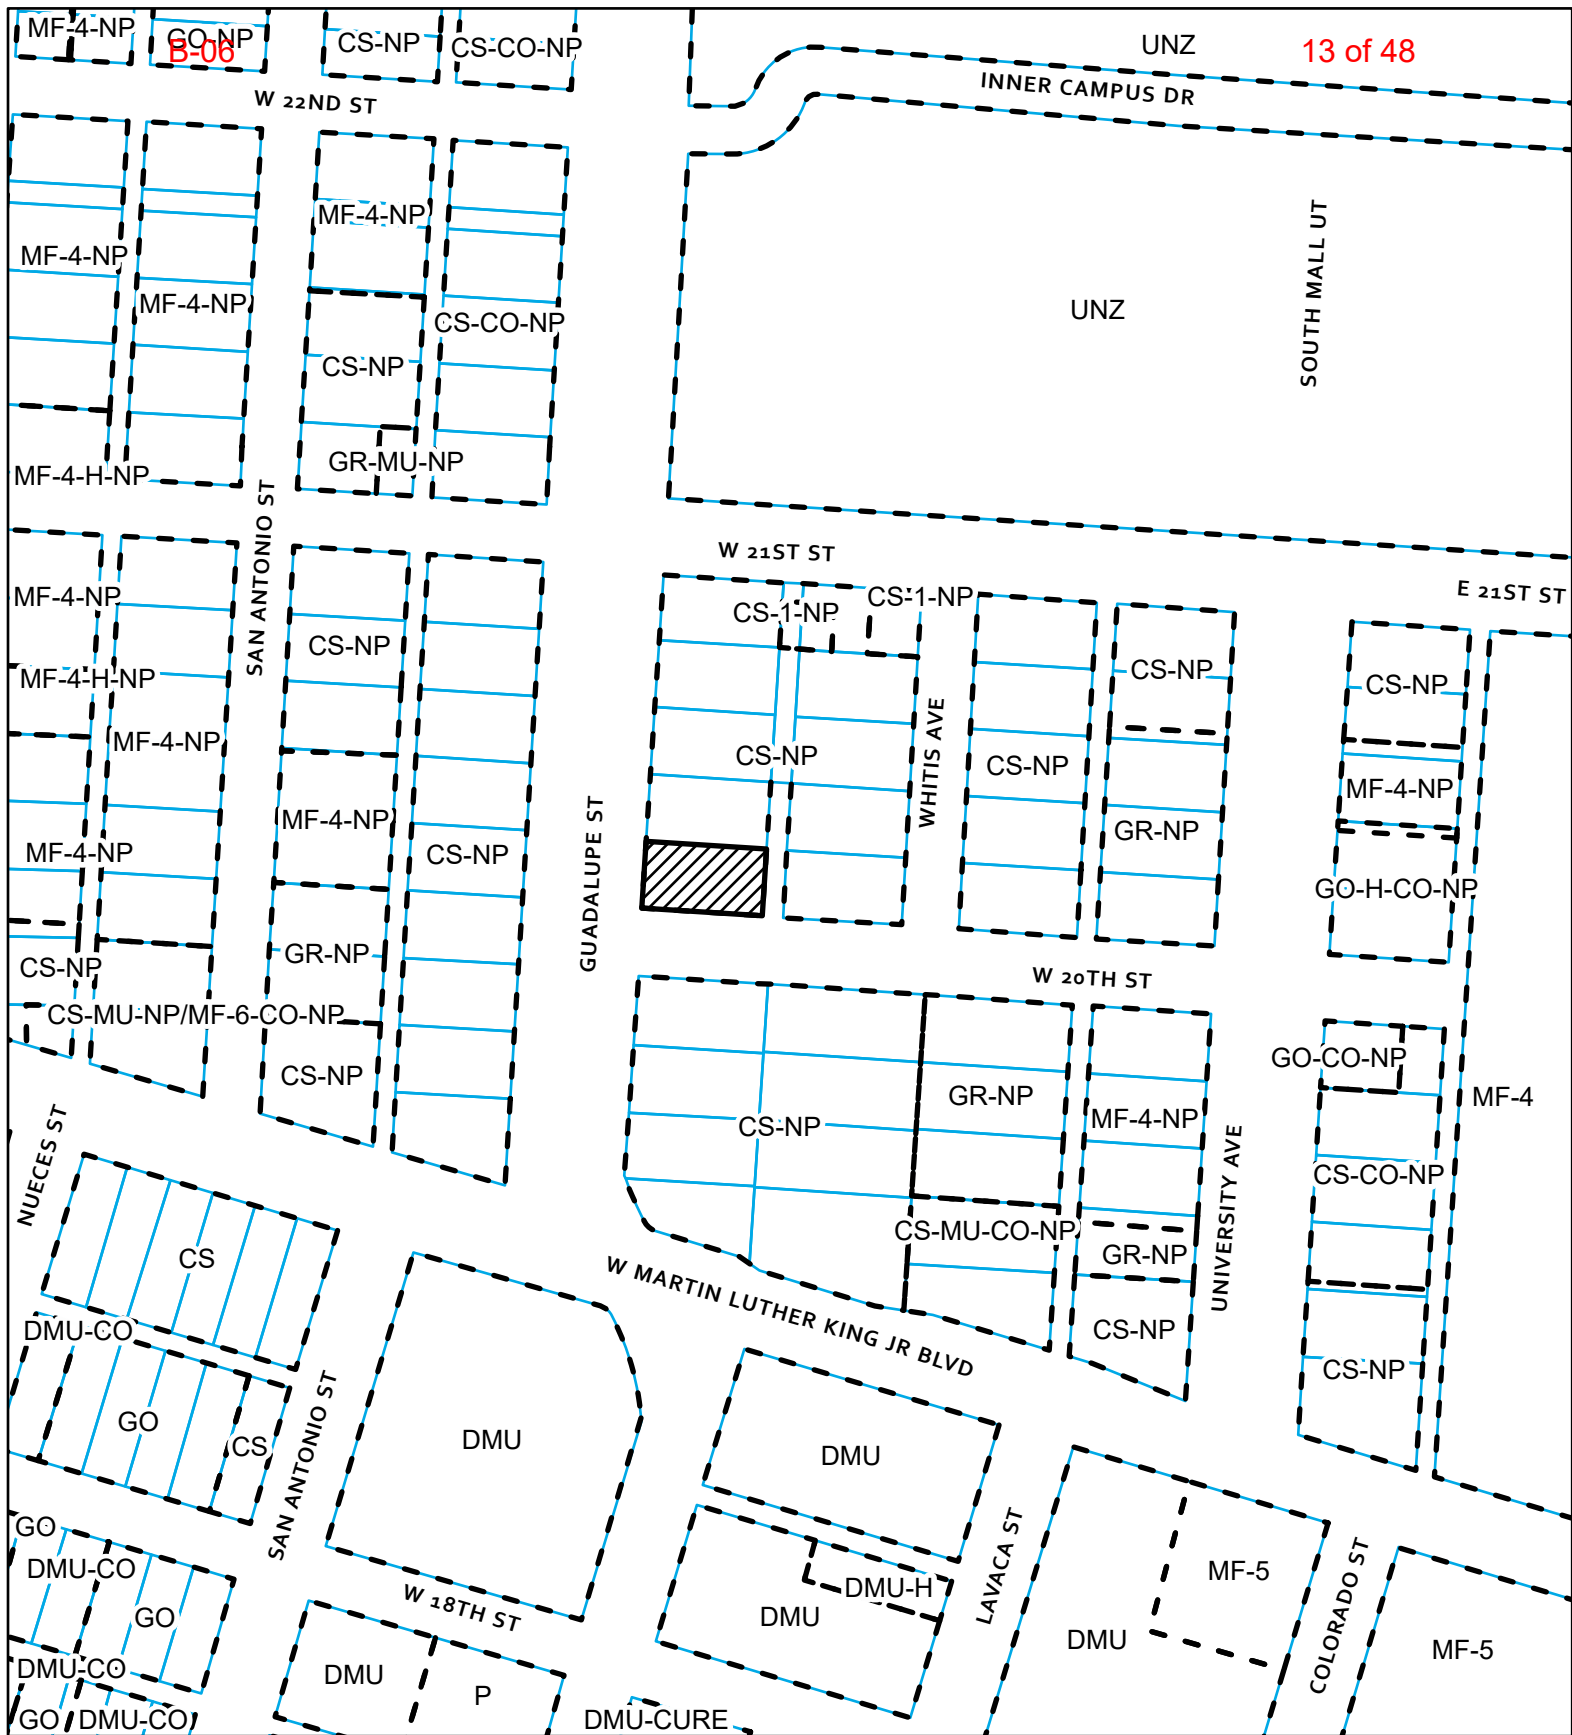 MF-4-NP
GO-NP
B-06
CS-NP
CS-CO-NP
UNZ
13 of 48
INNER CAMPUS DR
W 22ND ST
MF-4-NP
MF-4-NP
MF-4-NP
CS-CO-NP
CS-NP
UNZ
SOUTH MALL UT
GR-MU-NP
MF-4-H-NP
SAN ANTONIO ST
W 21ST ST
E 21ST ST
MF-4-NP
CS-1-NP
CS-1-NP
CS-NP
CS-NP
CS-NP
MF-4-H-NP
MF-4-NP
CS-NP
WHITIS AVE
CS-NP
MF-4-NP
MF-4-NP
GR-NP
MF-4-NP
CS-NP
GUADALUPE ST
GO-H-CO-NP
GR-NP
CS-NP
W 20TH ST
CS-MU-NP/MF-6-CO-NP
CS-NP
GO-CO-NP
GR-NP
MF-4-NP
MF-4
CS-NP
NUECES ST
CS-CO-NP
UNIVERSITY AVE
CS-MU-CO-NP
GR-NP
CS
W MARTIN LUTHER KING JR BLVD
DMU-CO
CS-NP
CS-NP
SAN ANTONIO ST
GO
CS
DMU
DMU
GO
LAVACA ST
DMU-CO
GO
W 18TH ST
DMU-H
DMU
MF-5
COLORADO ST
DMU
MF-5
DMU-CO
DMU
P
GO
DMU-CO
DMU-CURE